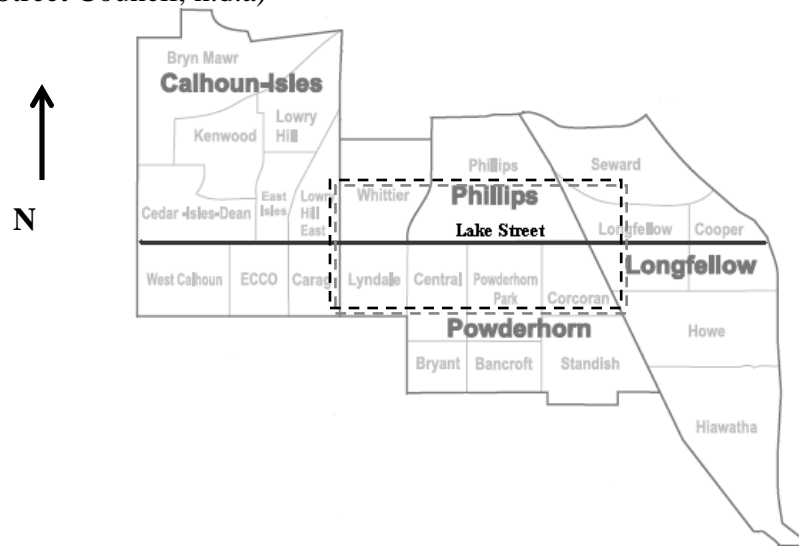 Street Council, n.d.a)
Bryn Mawr
Calhoun-Isles
Lowry
Hill
Kenwood
Phillips
Seward
Whittier
Phillips
East
Isles
Lowry
Hill
East
Cedar -Isles-Dean
Lake Street
Longfellow
Cooper
N
Longfellow
West Calhoun
ECCO
Carag
Lyndale
Central
Powderhorn
Park
Corcoran
Powderhorn
Howe
Bryant
Bancroft
Standish
Hiawatha